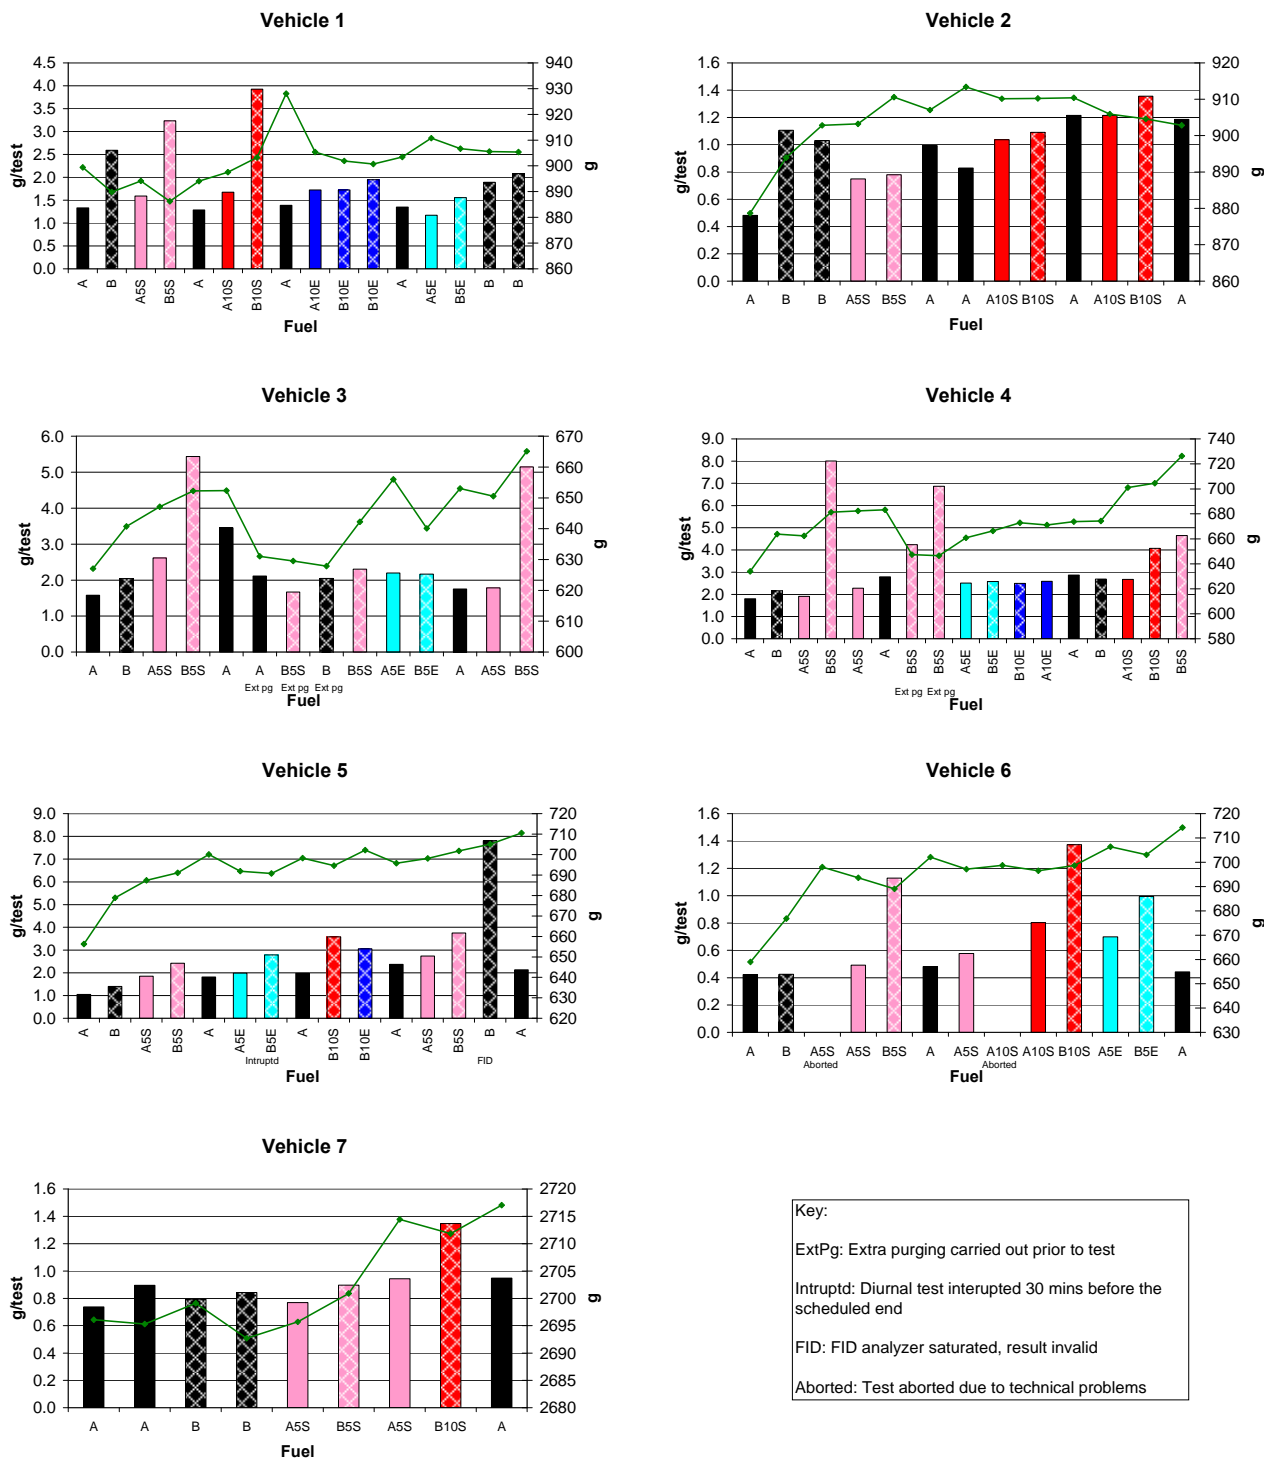 Vehicle 1
4.5
4.0
3.5
3.0
2.5
2.0
1.5
1.0
0.5
0.0
g/test
940
930
920
910
900
890
880
870
860
g
A B A5S B5S A A10S B10S A A10E B10E B10E A A5E B5E B B
Fuel
Vehicle 2
1.6
1.4
1.2
1.0
0.8
0.6
0.4
0.2
0.0
g/test
920
910
900
890
880
870
860
g
A B B A5S B5S A A A10S B10S A A10S B10S A
Fuel
Vehicle 3
6.0
5.0
4.0
3.0
2.0
1.0
0.0
g/test
670
660
650
640
630
620
610
600
g
A B A5S B5S A A B5S B B5S A5E B5E A A5S B5S
Ext pg Ext pg Ext pg
Fuel
Vehicle 4
9.0
8.0
7.0
6.0
5.0
4.0
3.0
2.0
1.0
0.0
g/test
740
720
700
680
660
640
620
600
580
g
A B A5S B5S A5S A B5S B5S A5E B5E B10E A10E A B A10S B10S B5S
Ext pg Ext pg
Fuel
Vehicle 5
9.0
8.0
7.0
6.0
5.0
4.0
3.0
2.0
1.0
0.0
g/test
720
710
700
690
680
670
660
650
640
630
620
g
A B A5S B5S A A5E B5E A B10S B10E A A5S B5S B A
Intruptd FID
Fuel
Vehicle 6
1.6
1.4
1.2
1.0
0.8
0.6
0.4
0.2
0.0
g/test
720
710
700
690
680
670
660
650
640
630
g
A B A5S A5S B5S A A5S A10S A10S B10S A5E B5E A
Aborted Aborted
Fuel
Vehicle 7
1.6
1.4
1.2
1.0
0.8
0.6
0.4
0.2
0.0
g/test
2720
2715
2710
2705
2700
2695
2690
2685
2680
g
A A B B A5S B5S A5S B10S A
Fuel
Key:
ExtPg: Extra purging carried out prior to test
Intruptd: Diurnal test interupted 30 mins before the
scheduled end
FID: FID analyzer saturated, result invalid
Aborted: Test aborted due to technical problems